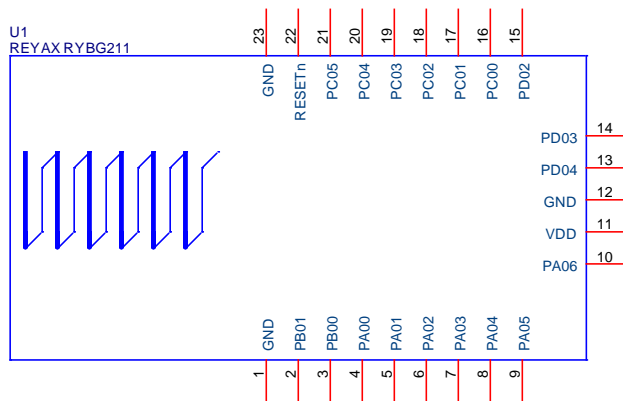 U1
REYAX RYBG211
23 22 21 20 19 18 17 16 15
GND RESETn PC05 PC04 PC03 PC02 PC01 PC00 PD02
PD03 14
PD04 13
GND 12
VDD 11
PA06 10
GND PB01 PB00 PA00 PA01 PA02 PA03 PA04 PA05
1 2 3 4 5 6 7 8 9